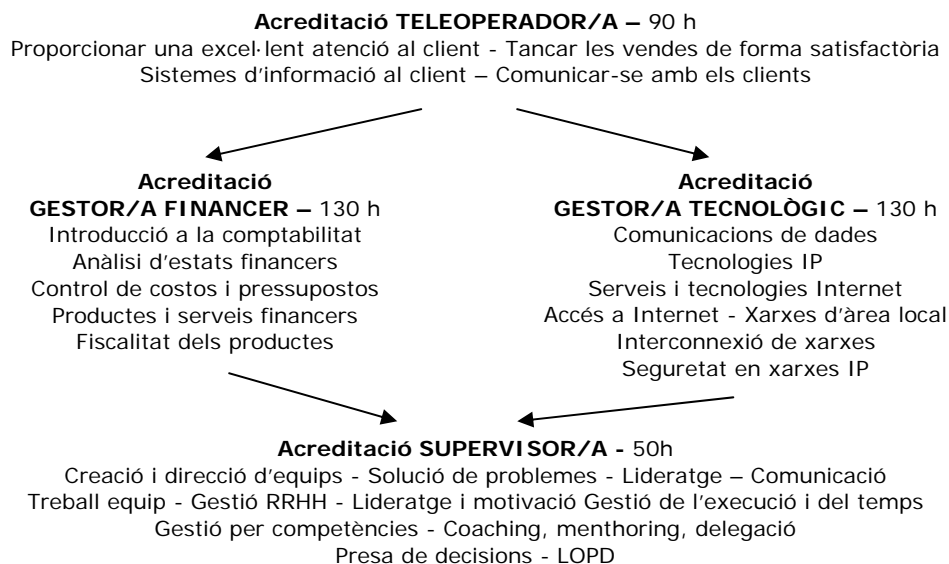 Acreditació TELEOPERADOR/A – 90 h
Proporcionar una excel·lent atenció al client - Tancar les vendes de forma satisfactòria
Sistemes d'informació al client – Comunicar-se amb els clients
Acreditació
GESTOR/A FINANCER – 130 h
Introducció a la comptabilitat
Anàlisi d'estats financers
Control de costos i pressupostos
Productes i serveis financers
Fiscalitat dels productes
Acreditació
GESTOR/A TECNOLÒGIC – 130 h
Comunicacions de dades
Tecnologies IP
Serveis i tecnologies Internet
Accés a Internet - Xarxes d'àrea local
Interconnexió de xarxes
Seguretat en xarxes IP
Acreditació SUPERVISOR/A - 50h
Creació i direcció d'equips - Solució de problemes - Lideratge – Comunicació
Treball equip - Gestió RRHH - Lideratge i motivació Gestió de l'execució i del temps
Gestió per competències - Coaching, menthoring, delegació
Presa de decisions - LOPD